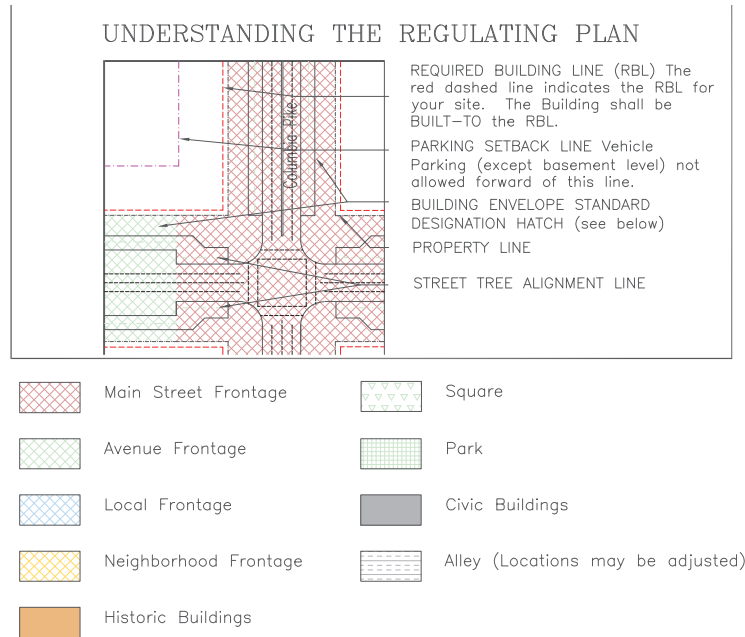 UNDERSTANDING THE REGULATING PLAN
REQUIRED BUILDING LINE (RBL) The
red dashed line indicates the RBL for
your site. The Building shall be
BUILT-TO the RBL.
PARKING SETBACK LINE Vehicle
Parking (except basement level) not
allowed forward of this line.
BUILDING ENVELOPE STANDARD
DESIGNATION HATCH (see below)
PROPERTY LINE
STREET TREE ALIGNMENT LINE
Columbia Pike
Main Street Frontage
Avenue Frontage
Local Frontage
Neighborhood Frontage
Historic Buildings
Square
Park
Civic Buildings
Alley (Locations may be adjusted)